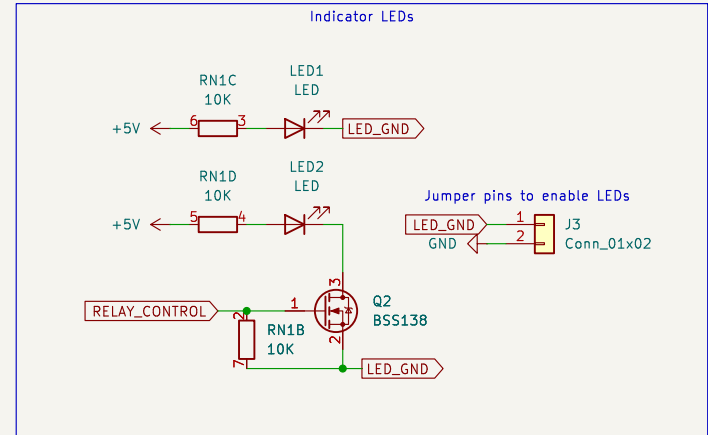 Indicator LEDs
RN1C
10K
LED1
LED
+5V
6
3
LED_GND
RN1D
10K
LED2
LED
+5V
5
4
Jumper pins to enable LEDs
LED_GND
1
J3
GND
2
Conn_01x02
3
RELAY_CONTROL
2
1
Q2
BSS138
RN1B
10K
7
2
LED_GND